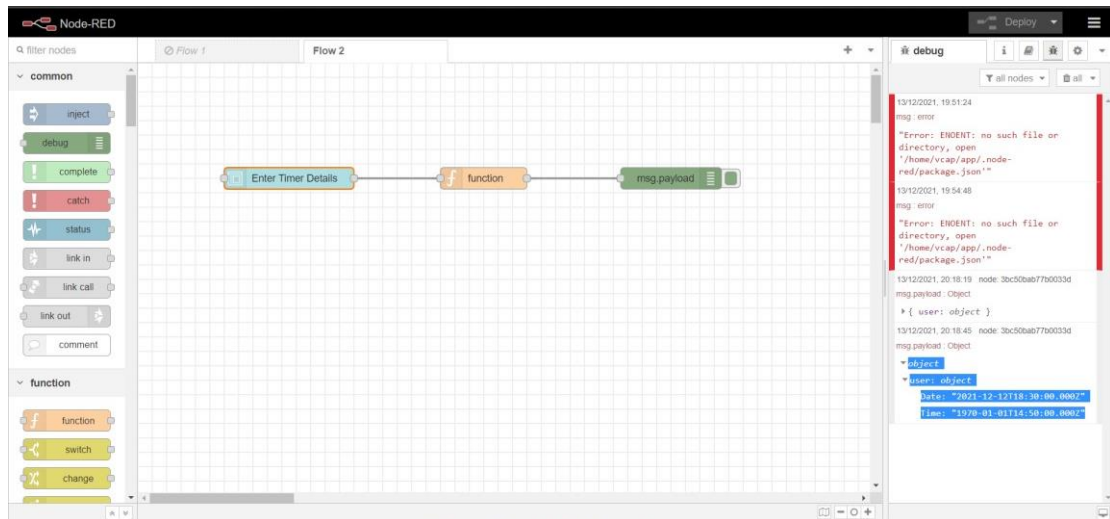 Node-RED
Deploy
filter nodes
Flow 1
Flow 2
debug
i
all nodes
all
common
inject
debug
complete
catch
status
link in
link call
link out
comment
function
function
switch
change
Enter Timer Details
function
msg.payload
13/12/2021, 19:51:24
msg : error
"Error: ENOENT: no such file or
directory, open
'/home/vcap/app/.node-
red/package.json'"
13/12/2021, 19:54:48
msg : error
"Error: ENOENT: no such file or
directory, open
'/home/vcap/app/.node-
red/package.json'"
13/12/2021, 20:18:19 node: 3bc50bab77b0033d
msg.payload : Object
{ user: object }
13/12/2021, 20:18:45 node: 3bc50bab77b0033d
msg.payload : Object
object
user: object
Date: "2021-12-12T18:30:00.000Z"
Time: "1970-01-01T14:50:00.000Z"